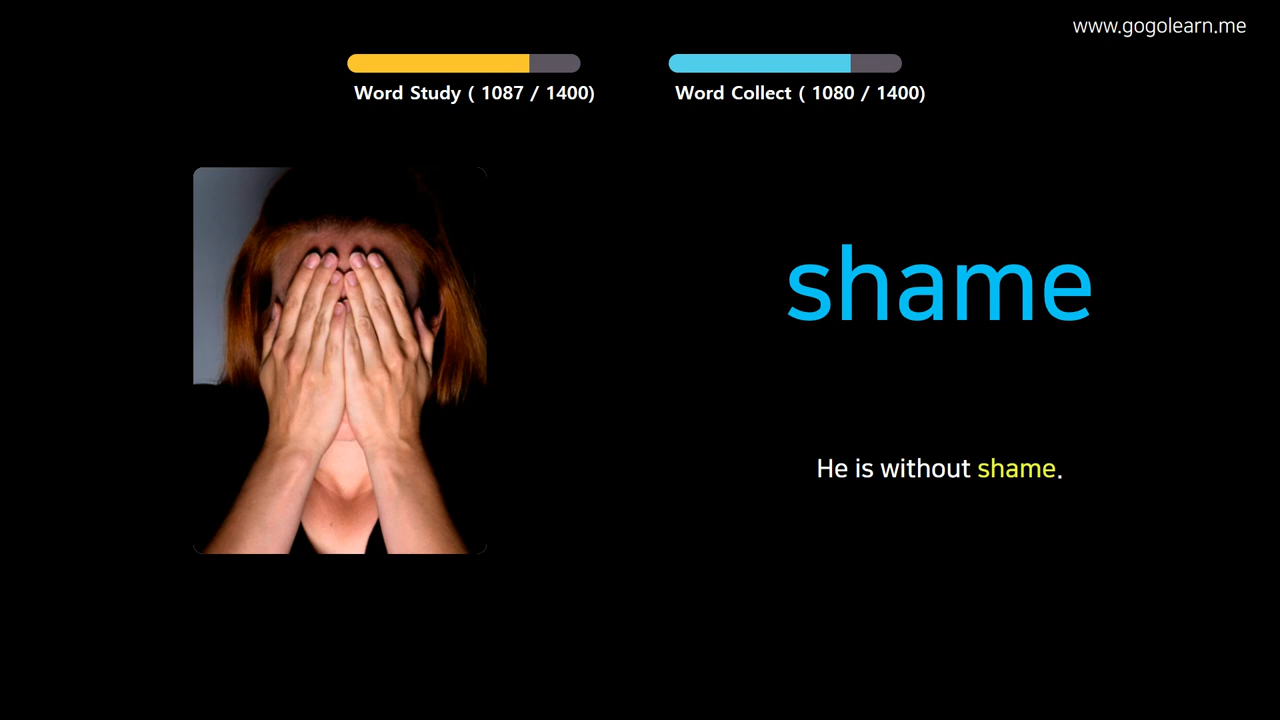 www.gogolearn.me
Word Study ( 1087 / 1400)
Word Collect ( 1080 / 1400)
shame
He is without shame.